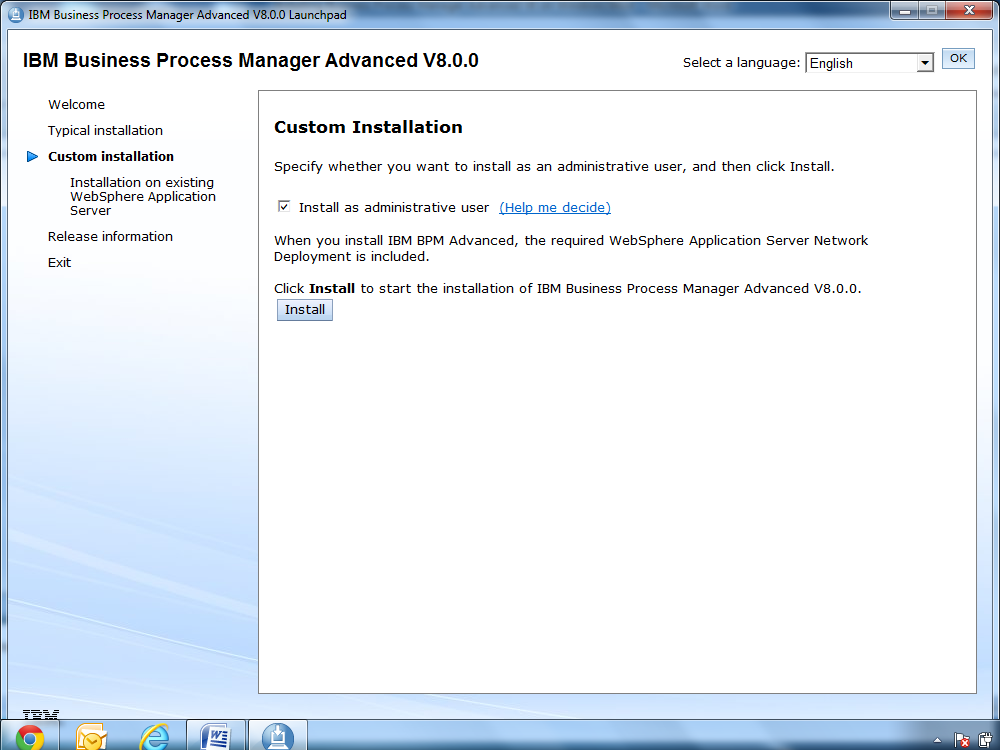 IBM Business Process Manager Advanced V8.0.0 Launchpad
IBM Business Process Manager Advanced V8.0.0
Select a language: English OK
Welcome
Typical installation
Custom installation
Installation on existing
WebSphere Application
Server
Release information
Exit
Custom Installation
Specify whether you want to install as an administrative user, and then click Install.
Install as administrative user (Help me decide)
When you install IBM BPM Advanced, the required WebSphere Application Server Network
Deployment is included.
Click Install to start the installation of IBM Business Process Manager Advanced V8.0.0.
Install
IBM
W